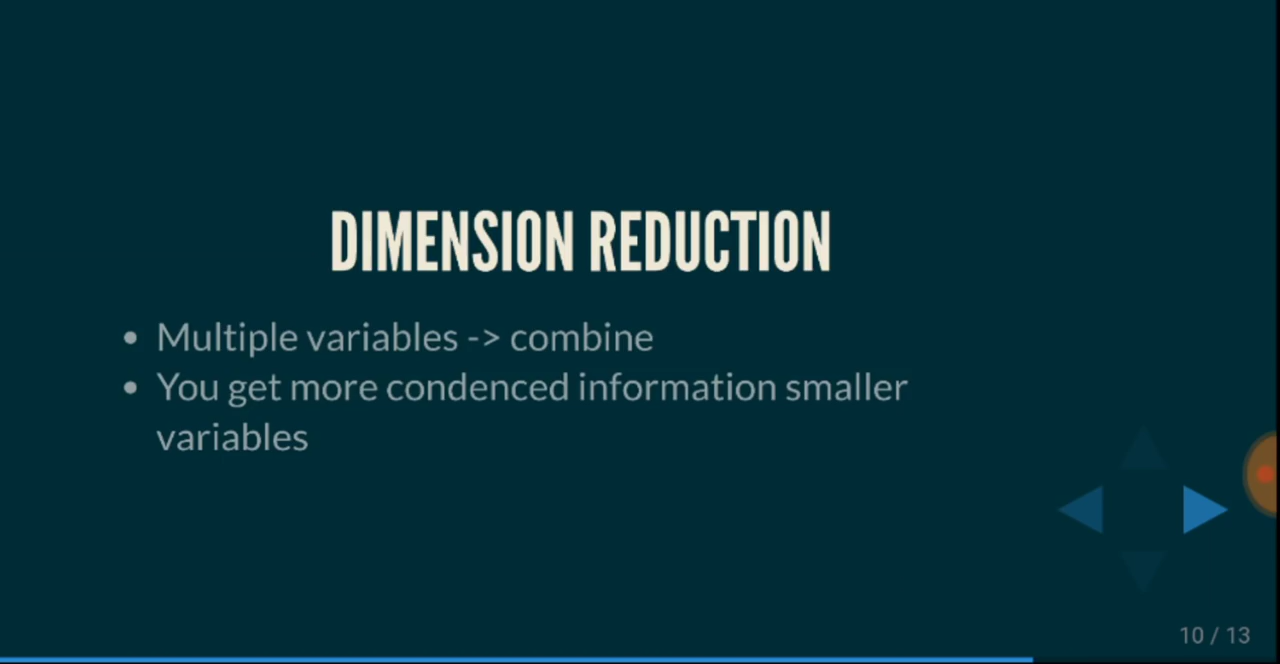 DIMENSION REDUCTION
• Multiple variables -> combine
• You get more condenced information smaller
variables
10 / 13